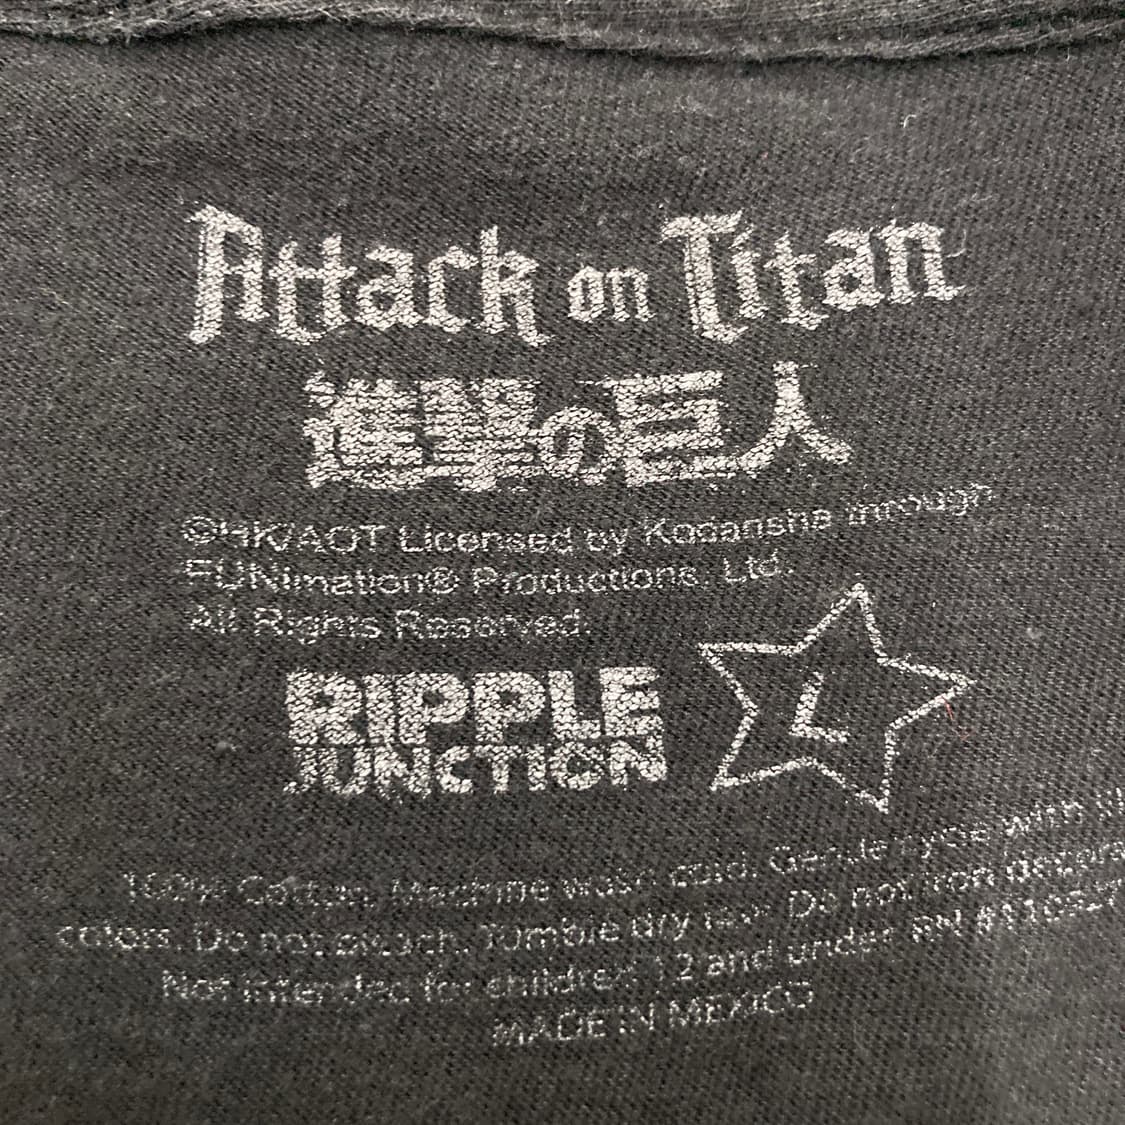 Attack on Titan
進撃の巨人
©HK/AOT Licensed by Kodansha through
FUNimation® Productions, Ltd.
All Rights Reserved.
RIPPLE
JUNCTION
L
100% Cotton. Machine wash cold. Gentle cycle with
colors. Do not bleach. Tumble dry low. Do not iron
Not intended for children 12 and under. RN
MADE IN MEXICO